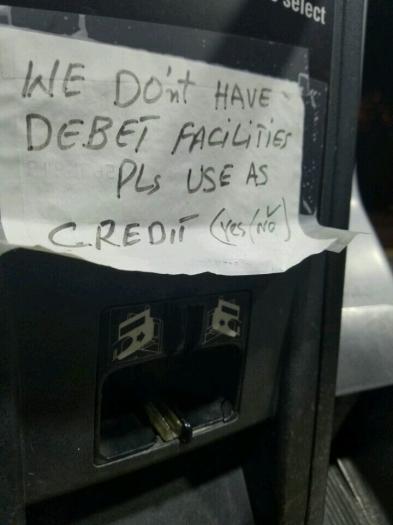 select
WE DOn't HAVE
DEBET FACILITIES
PLs USE AS
CREDIT (yes/No)